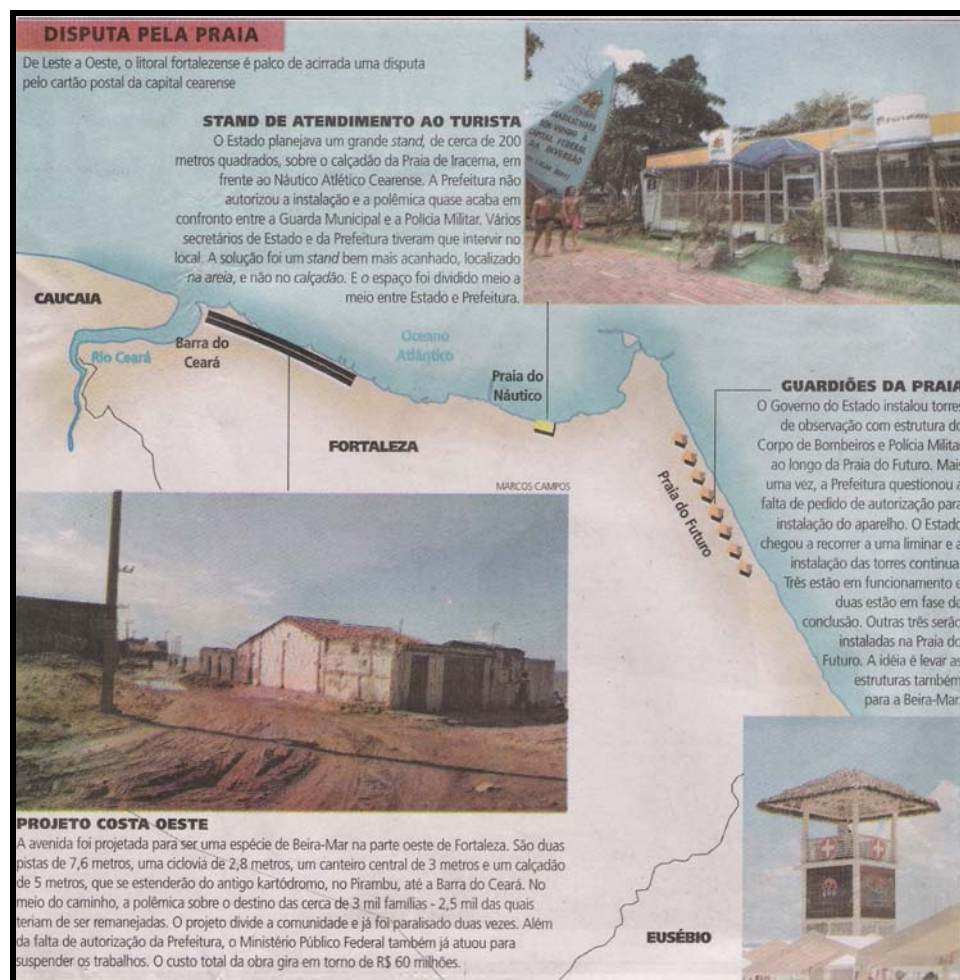 DISPUTA PELA PRAIA
De Leste a Oeste, o litoral fortalezense é palco de acirrada uma disputa
pelo cartão postal da capital cearense
STAND DE ATENDIMENTO AO TURISTA
O Estado planejava um grande stand, de cerca de 200
metros quadrados, sobre o calçadão da Praia de Iracema, em
frente ao Náutico Atlético Cearense. A Prefeitura não
autorizou a instalação e a polêmica quase acaba em
confronto entre a Guarda Municipal e a Polícia Militar. Vários
secretários de Estado e da Prefeitura tiveram que intervir no
local. A solução foi um stand bem mais acanhado, localizado
na areia, e não no calçadão. E o espaço foi dividido meio a
meio entre Estado e Prefeitura.
BEM-VINDO À
CAPITAL FEDERAL
DA DIVERSÃO
CAUCAIA
Rio Ceará
Barra do
Ceará
Oceano
Atlântico
Praia do
Náutico
FORTALEZA
Praia do Futuro
GUARDIÕES DA PRAIA
O Governo do Estado instalou torres
de observação com estrutura do
Corpo de Bombeiros e Polícia Militar
ao longo da Praia do Futuro. Mais
uma vez, a Prefeitura questionou a
falta de pedido de autorização para
instalação do aparelho. O Estado
chegou a recorrer a uma liminar e a
instalação das torres continua.
Três estão em funcionamento e
duas estão em fase de
conclusão. Outras três serão
instaladas na Praia do
Futuro. A idéia é levar as
estruturas também
para a Beira-Mar.
MARCOS CAMPOS
PROJETO COSTA OESTE
A avenida foi projetada para ser uma espécie de Beira-Mar na parte oeste de Fortaleza. São duas
pistas de 7,6 metros, uma ciclovia de 2,8 metros, um canteiro central de 3 metros e um calçadão
de 5 metros, que se estenderão do antigo kartódromo, no Pirambu, até a Barra do Ceará. No
meio do caminho, a polêmica sobre o destino das cerca de 3 mil famílias - 2,5 mil das quais
teriam de ser remanejadas. O projeto divide a comunidade e já foi paralisado duas vezes. Além
da falta de autorização da Prefeitura, o Ministério Público Federal também já atuou para
suspender os trabalhos. O custo total da obra gira em torno de R$ 60 milhões.
EUSÉBIO